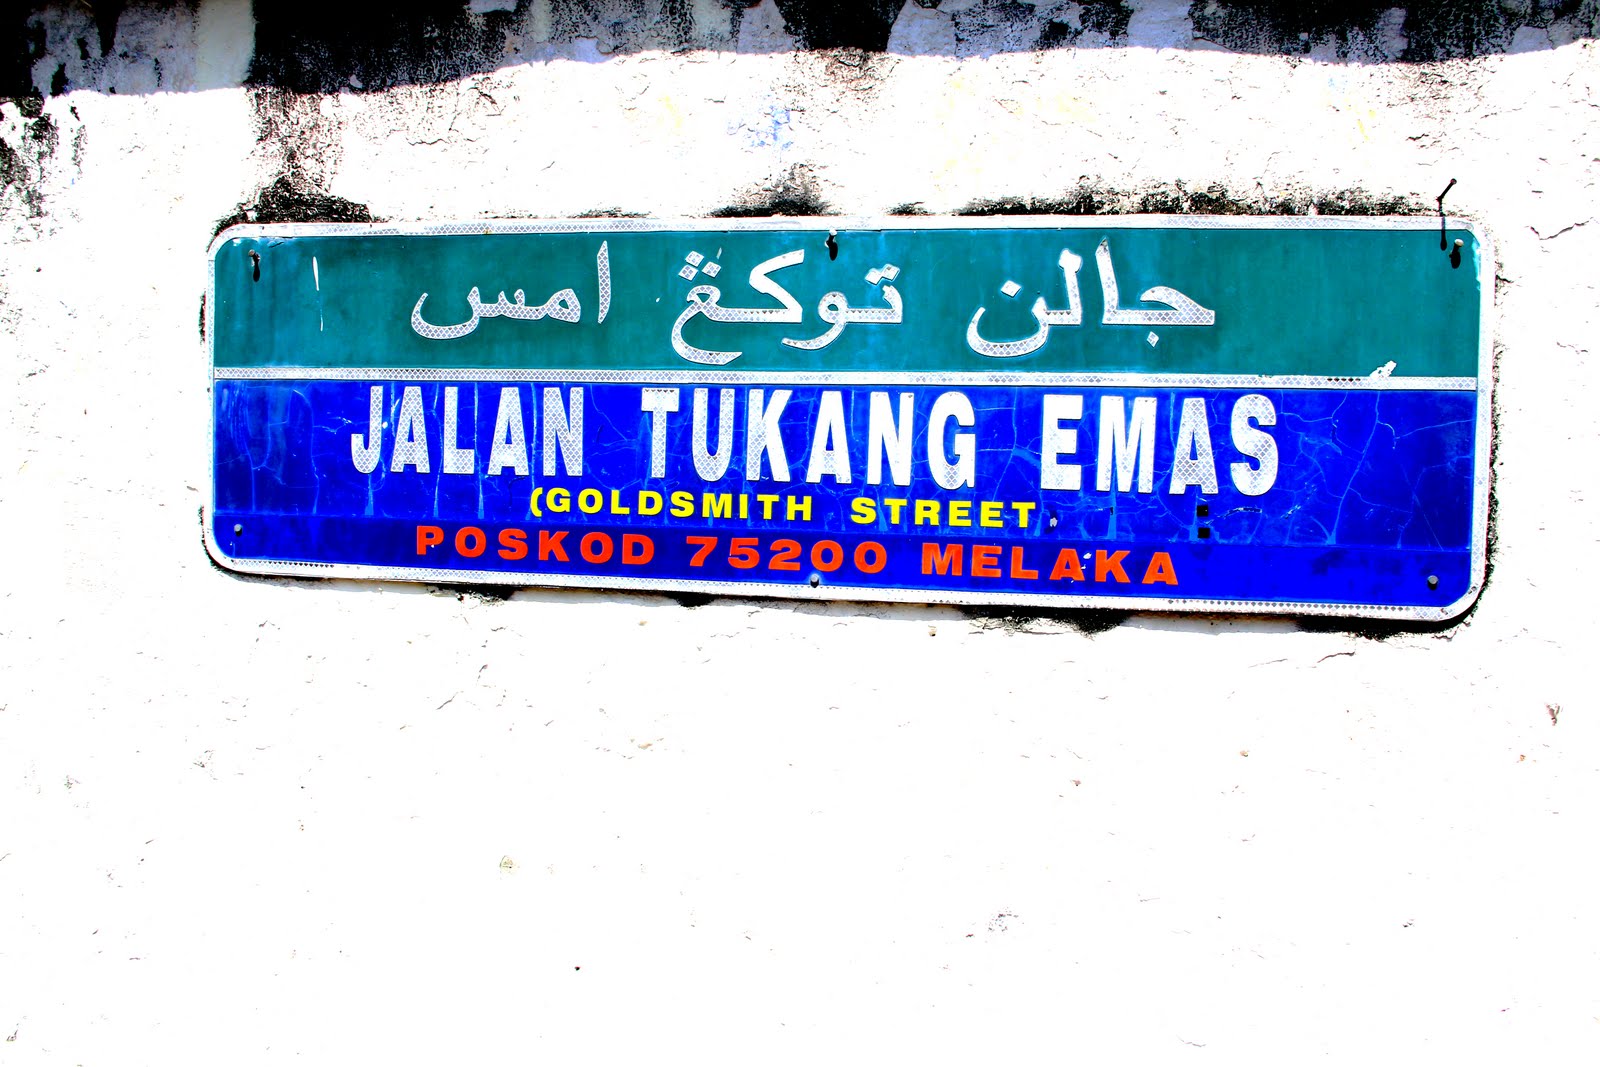 جالن توكڠ امس
JALAN TUKANG EMAS
(GOLDSMITH STREET
POSKOD 75200 MELAKA